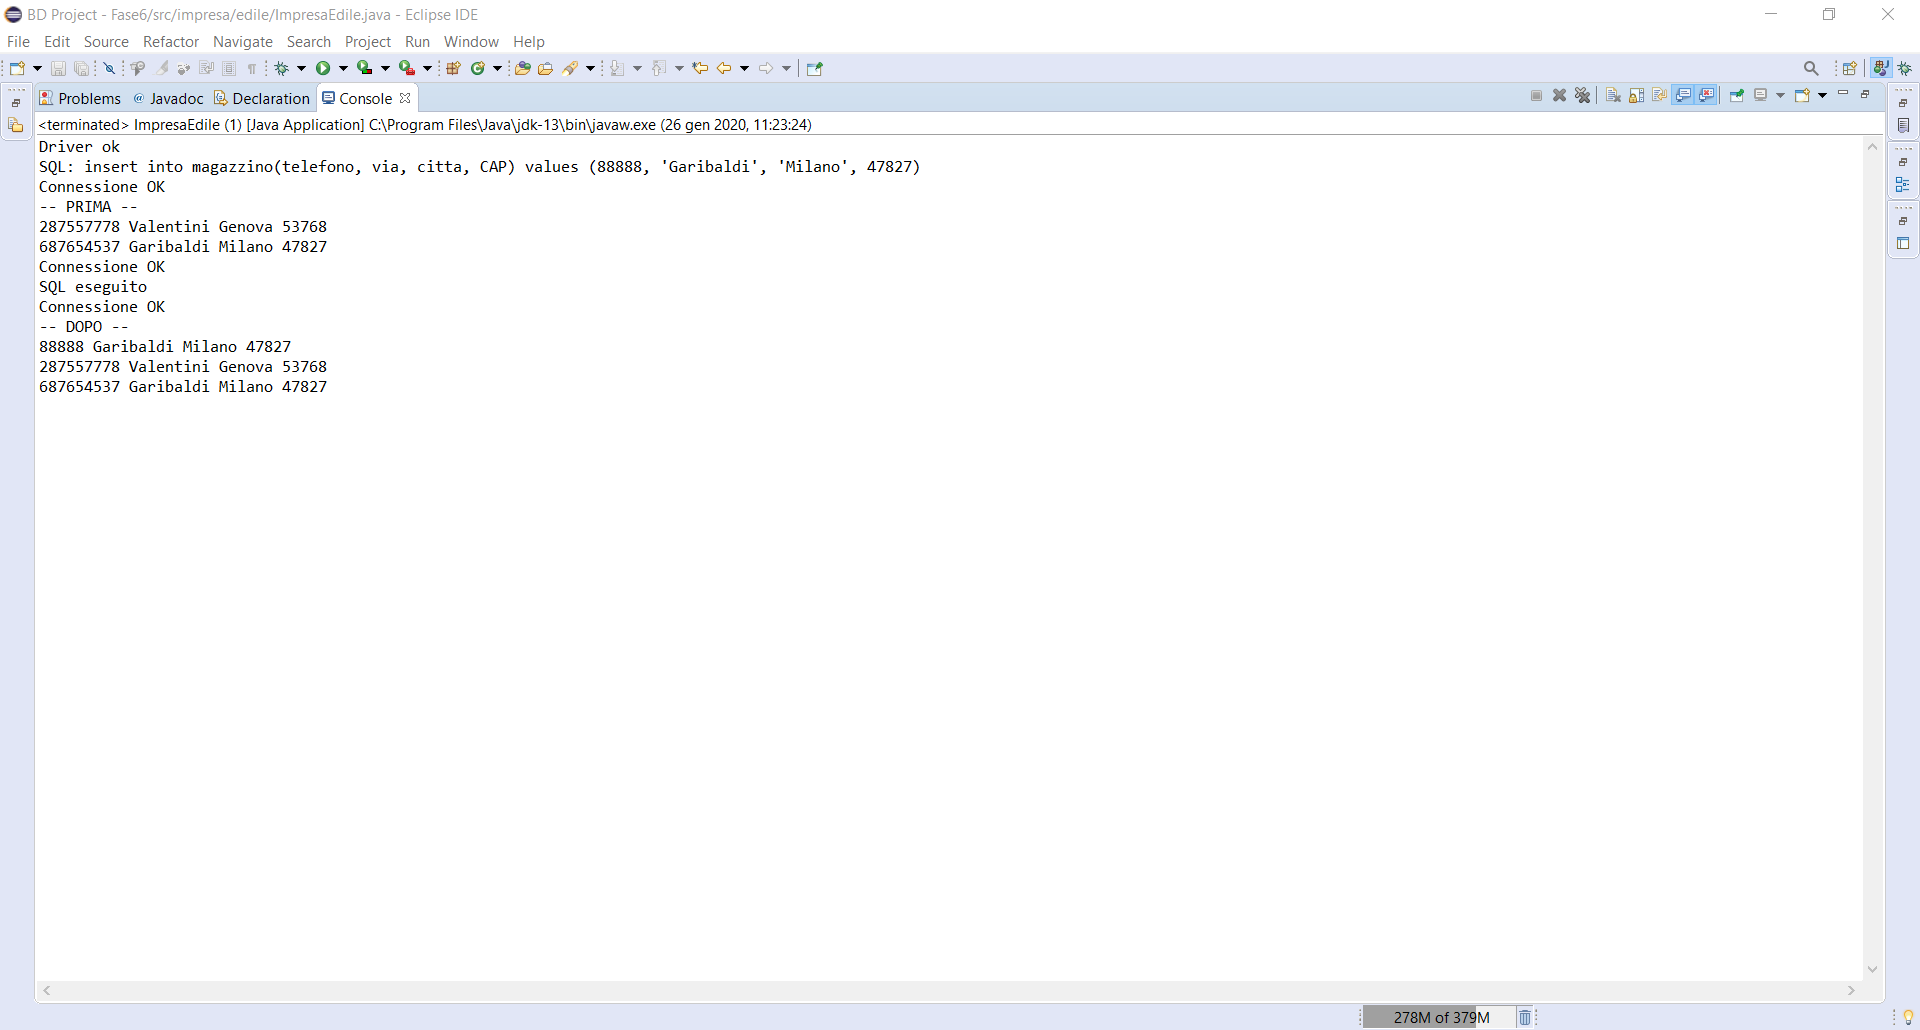 BD Project - Fase6/src/impresa/edile/ImpresaEdile.java - Eclipse IDE
File Edit Source Refactor Navigate Search Project Run Window Help
Problems @ Javadoc Declaration Console
<terminated> ImpresaEdile (1) [Java Application] C:\Program Files\Java\jdk-13\bin\javaw.exe (26 gen 2020, 11:23:24)
Driver ok
SQL: insert into magazzino(telefono, via, citta, CAP) values (88888, 'Garibaldi', 'Milano', 47827)
Connessione OK
-- PRIMA --
287557778 Valentini Genova 53768
687654537 Garibaldi Milano 47827
Connessione OK
SQL eseguito
Connessione OK
-- DOPO --
88888 Garibaldi Milano 47827
287557778 Valentini Genova 53768
687654537 Garibaldi Milano 47827
278M of 379M